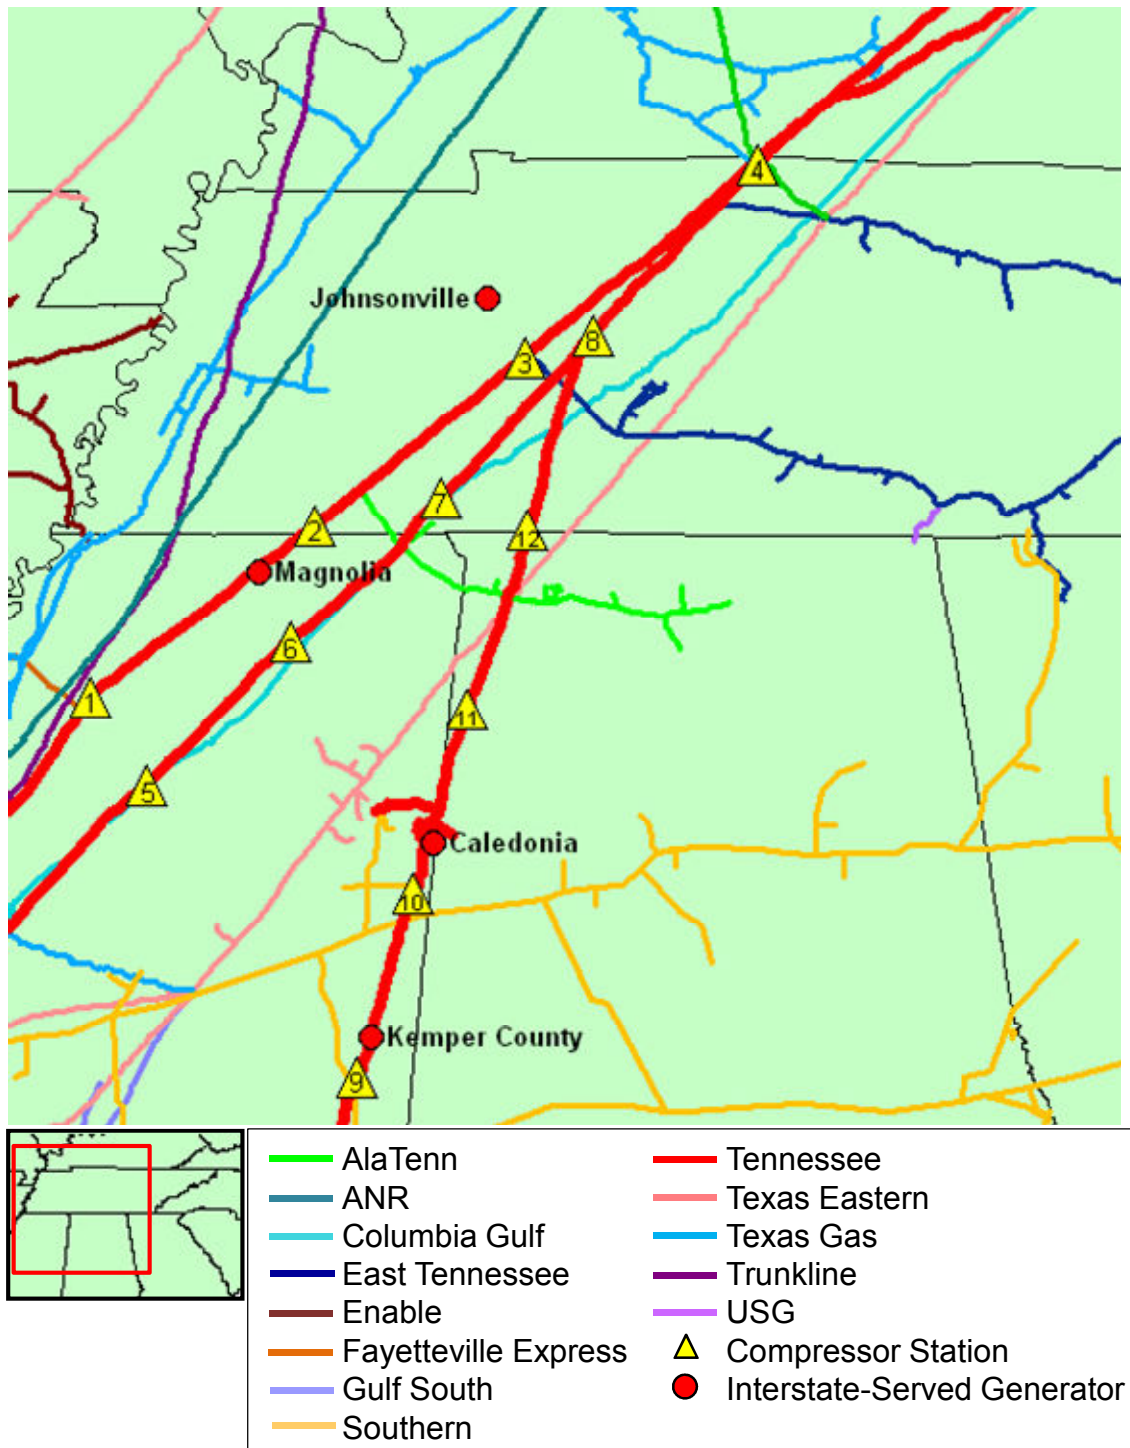 4
Johnsonville
8
3
7
2
12
Magnolia
6
1
11
5
Caledonia
10
Kemper County
9
AlaTenn
ANR
Columbia Gulf
East Tennessee
Enable
Fayetteville Express
Gulf South
Southern
Tennessee
Texas Eastern
Texas Gas
Trunkline
USG
Compressor Station
Interstate-Served Generator